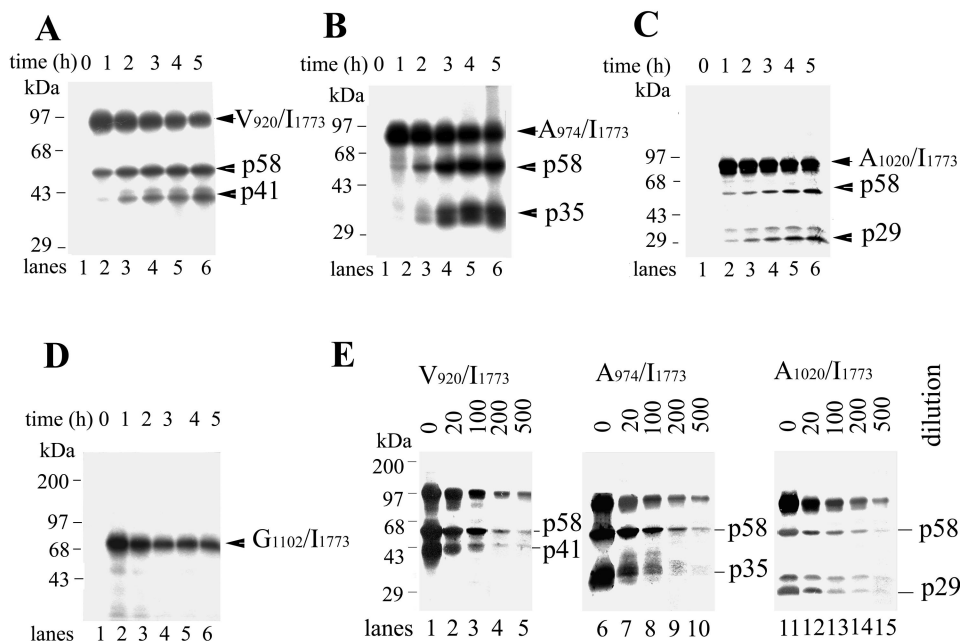 A
time (h) 0 1 2 3 4 5
kDa
97
68
43
29
V920/I1773
p58
p41
lanes 1 2 3 4 5 6
B
time (h) 0 1 2 3 4 5
kDa
97
68
43
29
A974/I1773
p58
p35
lanes 1 2 3 4 5 6
C
time (h) 0 1 2 3 4 5
kDa
97
68
43
29
A1020/I1773
p58
p29
lanes 1 2 3 4 5 6
D
time (h) 0 1 2 3 4 5
kDa
200
97
68
43
G1102/I1773
lanes 1 2 3 4 5 6
E
V920/I1773
0 20 100 200 500
kDa
200
97
68
43
29
p58
p41
lanes 1 2 3 4 5
A974/I1773
0 20 100 200 500
p58
p35
6 7 8 9 10
A1020/I1773
0 20 100 200 500
dilution
p58
p29
11 12 13 14 15